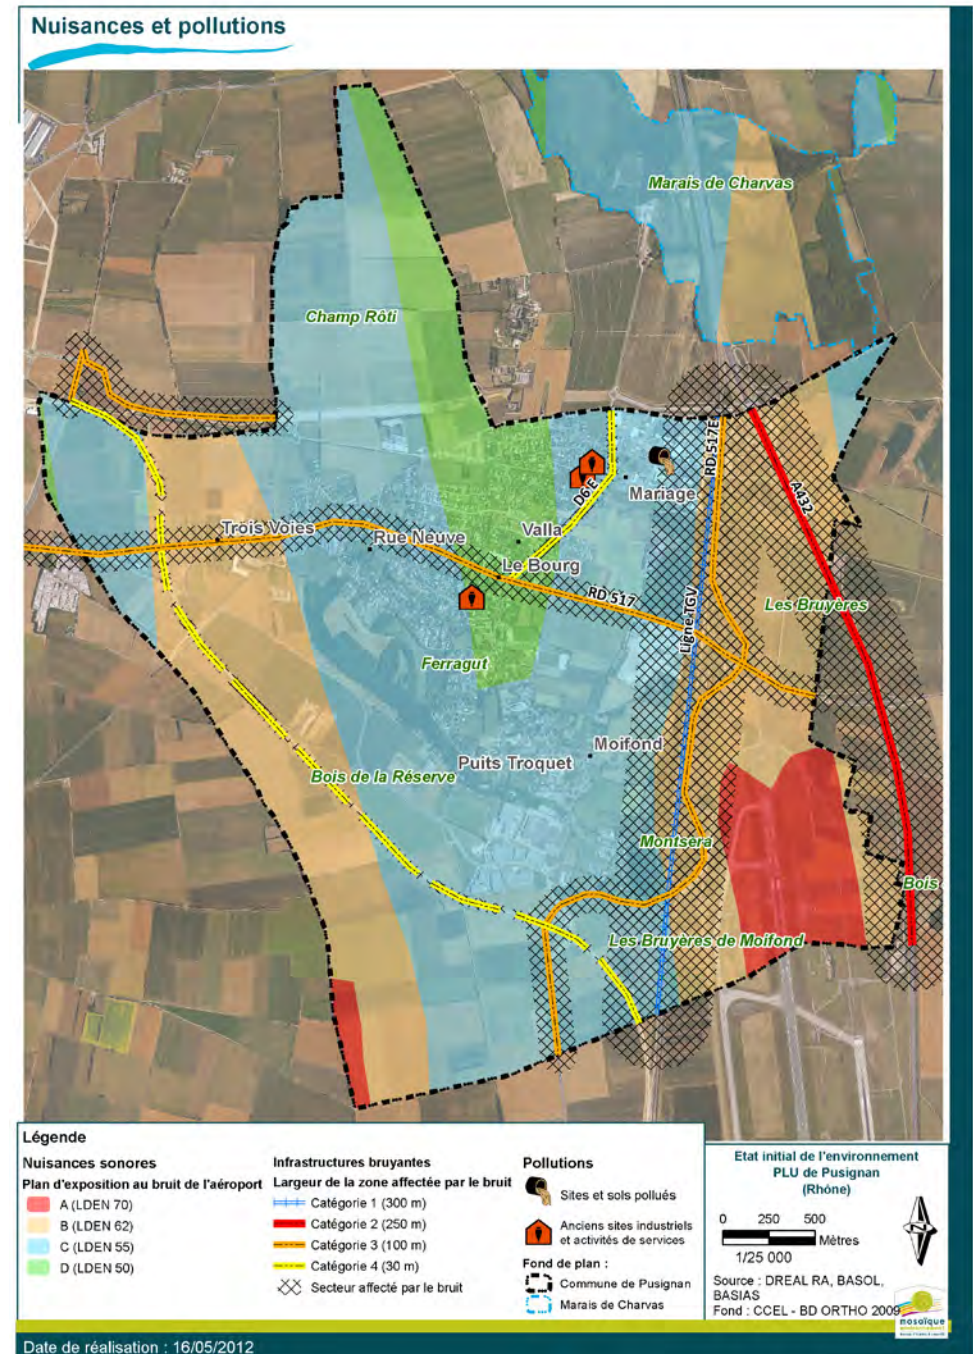 Nuisances et pollutions
Marais de Charvas
Champ Rôti
RD 517E
A432
Mariage
D6 E
Trois Voies
Rue Neuve
Valla
Le Bourg
RD 517
Les Bruyères
Ligne TGV
Ferragut
Moifond
Puits Troquet
Bois de la Réserve
Montsera
Bois
Les Bruyères de Moifond
Légende
Nuisances sonores
Plan d'exposition au bruit de l'aéroport
A (LDEN 70)
B (LDEN 62)
C (LDEN 55)
D (LDEN 50)
Infrastructures bruyantes
Largeur de la zone affectée par le bruit
Catégorie 1 (300 m)
Catégorie 2 (250 m)
Catégorie 3 (100 m)
Catégorie 4 (30 m)
Secteur affecté par le bruit
Pollutions
Sites et sols pollués
Anciens sites industriels
et activités de services
Fond de plan :
Commune de Pusignan
Marais de Charvas
Etat initial de l'environnement
PLU de Pusignan
(Rhône)
0 250 500
Mètres
1/25 000
Source : DREAL RA, BASOL,
BASIAS
Fond : CCEL - BD ORTHO 2009
mosaïque
Date de réalisation : 16/05/2012